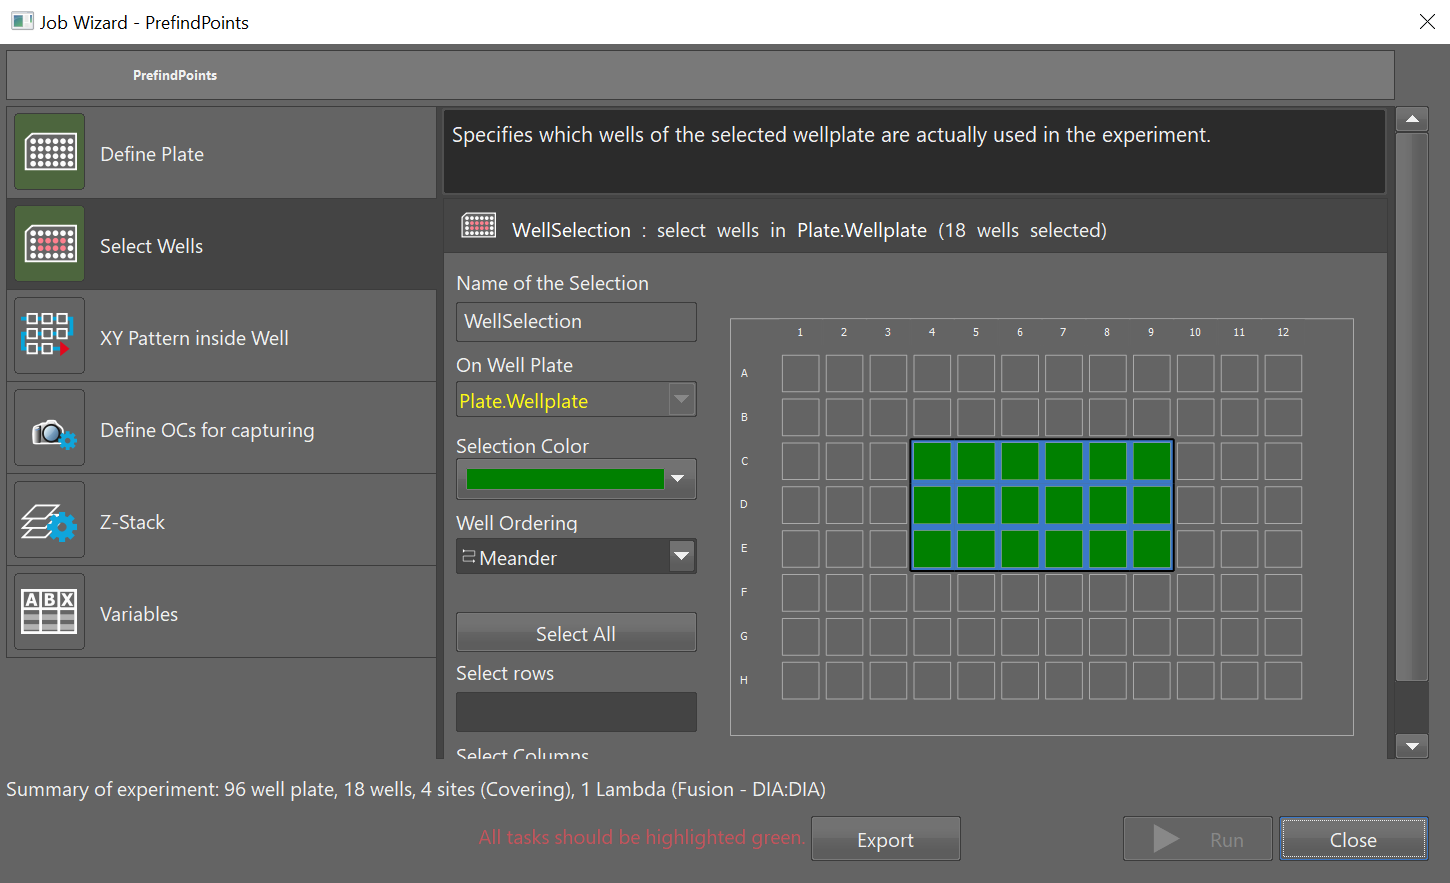 Job Wizard - PrefindPoints
PrefindPoints
Define Plate
Select Wells
XY Pattern inside Well
Define OCs for capturing
Z-Stack
ABX
Variables
Specifies which wells of the selected wellplate are actually used in the experiment.
WellSelection : select wells in Plate.Wellplate (18 wells selected)
Name of the Selection
WellSelection
On Well Plate
Plate.Wellplate
Selection Color
Well Ordering
Meander
Select All
Select rows
Select Columns
1 2 3 4 5 6 7 8 9 10 11 12
A
B
C
D
E
F
G
H
Summary of experiment: 96 well plate, 18 wells, 4 sites (Covering), 1 Lambda (Fusion - DIA:DIA)
All tasks should be highlighted green.
Export
Run
Close